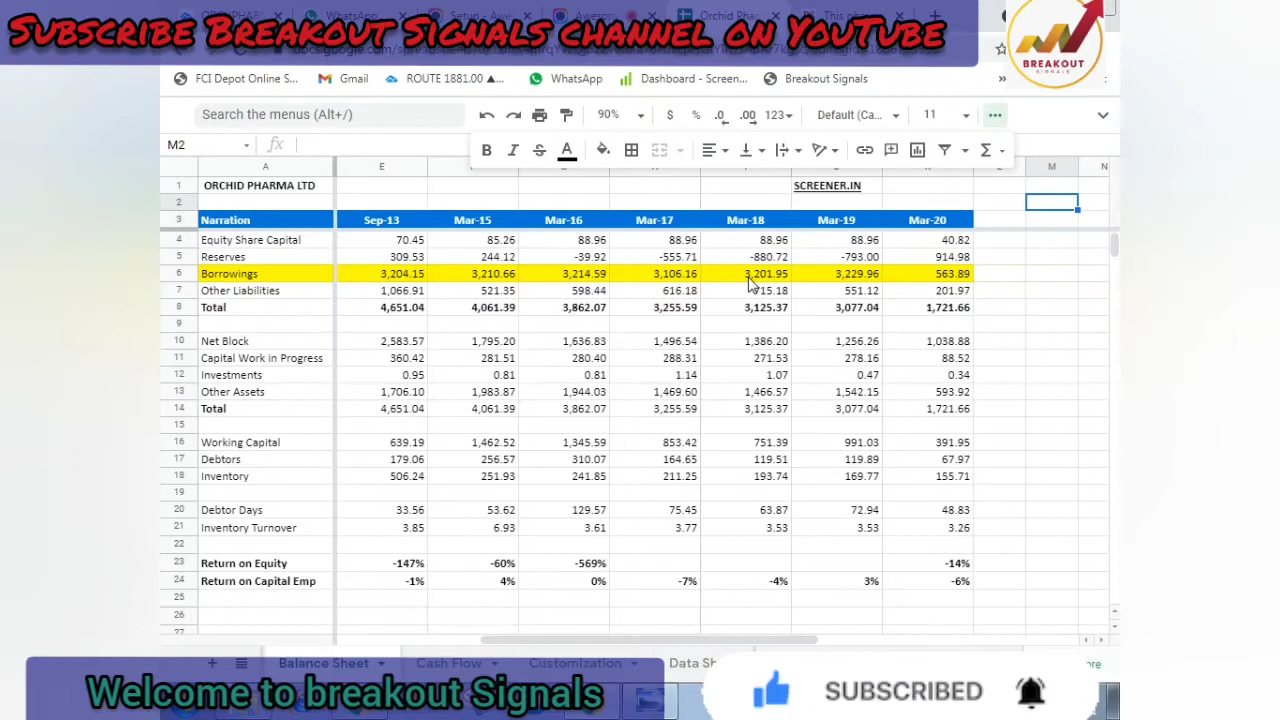 SUBSCRIBE BREAKOUT SIGNALS CHANNEL ON YOUTUBE
BREAKOUT
SIGNALS
FCI Depot Online S... Gmail ROUTE 1881.00 ▲... WhatsApp Dashboard - Screen... Breakout Signals »
Search the menus (Alt+/) 90% $ % .0 .00 123 Default (Ca... 11
M2 fx B I S A Σ
A E M N
1 ORCHID PHARMA LTD SCREENER.IN
2
3 Narration Sep-13 Mar-15 Mar-16 Mar-17 Mar-18 Mar-19 Mar-20
4 Equity Share Capital 70.45 85.26 88.96 88.96 88.96 88.96 40.82
5 Reserves 309.53 244.12 -39.92 -555.71 -880.72 -793.00 914.98
6 Borrowings 3,204.15 3,210.66 3,214.59 3,106.16 3,201.95 3,229.96 563.89
7 Other Liabilities 1,066.91 521.35 598.44 616.18 715.18 551.12 201.97
8 Total 4,651.04 4,061.39 3,862.07 3,255.59 3,125.37 3,077.04 1,721.66
9
10 Net Block 2,583.57 1,795.20 1,636.83 1,496.54 1,386.20 1,256.26 1,038.88
11 Capital Work in Progress 360.42 281.51 280.40 288.31 271.53 278.16 88.52
12 Investments 0.95 0.81 0.81 1.14 1.07 0.47 0.34
13 Other Assets 1,706.10 1,983.87 1,944.03 1,469.60 1,466.57 1,542.15 593.92
14 Total 4,651.04 4,061.39 3,862.07 3,255.59 3,125.37 3,077.04 1,721.66
15
16 Working Capital 639.19 1,462.52 1,345.59 853.42 751.39 991.03 391.95
17 Debtors 179.06 256.57 310.07 164.65 119.51 119.89 67.97
18 Inventory 506.24 251.93 241.85 211.25 193.74 169.77 155.71
19
20 Debtor Days 33.56 53.62 129.57 75.45 63.87 72.94 48.83
21 Inventory Turnover 3.85 6.93 3.61 3.77 3.53 3.53 3.26
22
23 Return on Equity -147% -60% -569% -14%
24 Return on Capital Emp -1% 4% 0% -7% -4% 3% -6%
25
26
27
Balance Sheet Cash Flow Customization Data Sh
Welcome to breakout Signals
SUBSCRIBED